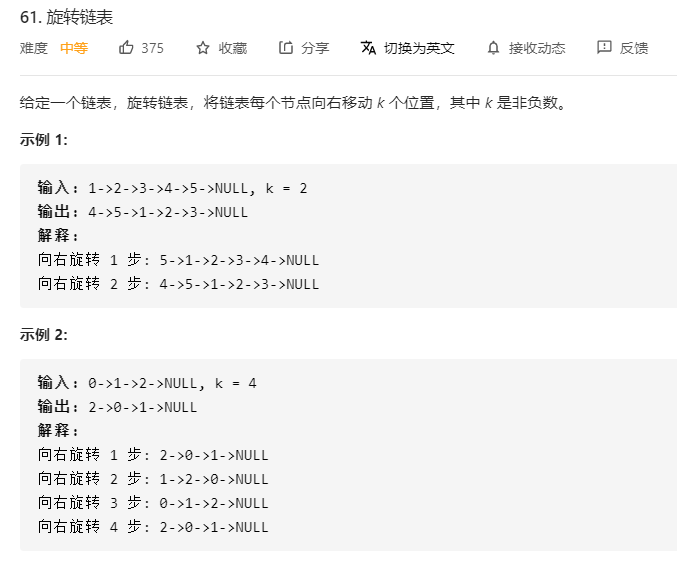 61. 旋转链表
难度 中等 375 收藏 分享 切换为英文 接收动态 反馈
给定一个链表，旋转链表，将链表每个节点向右移动 k 个位置，其中 k 是非负数。
示例 1:
输入: 1->2->3->4->5->NULL, k = 2
输出: 4->5->1->2->3->NULL
解释:
向右旋转 1 步: 5->1->2->3->4->NULL
向右旋转 2 步: 4->5->1->2->3->NULL
示例 2:
输入: 0->1->2->NULL, k = 4
输出: 2->0->1->NULL
解释:
向右旋转 1 步: 2->0->1->NULL
向右旋转 2 步: 1->2->0->NULL
向右旋转 3 步: 0->1->2->NULL
向右旋转 4 步: 2->0->1->NULL